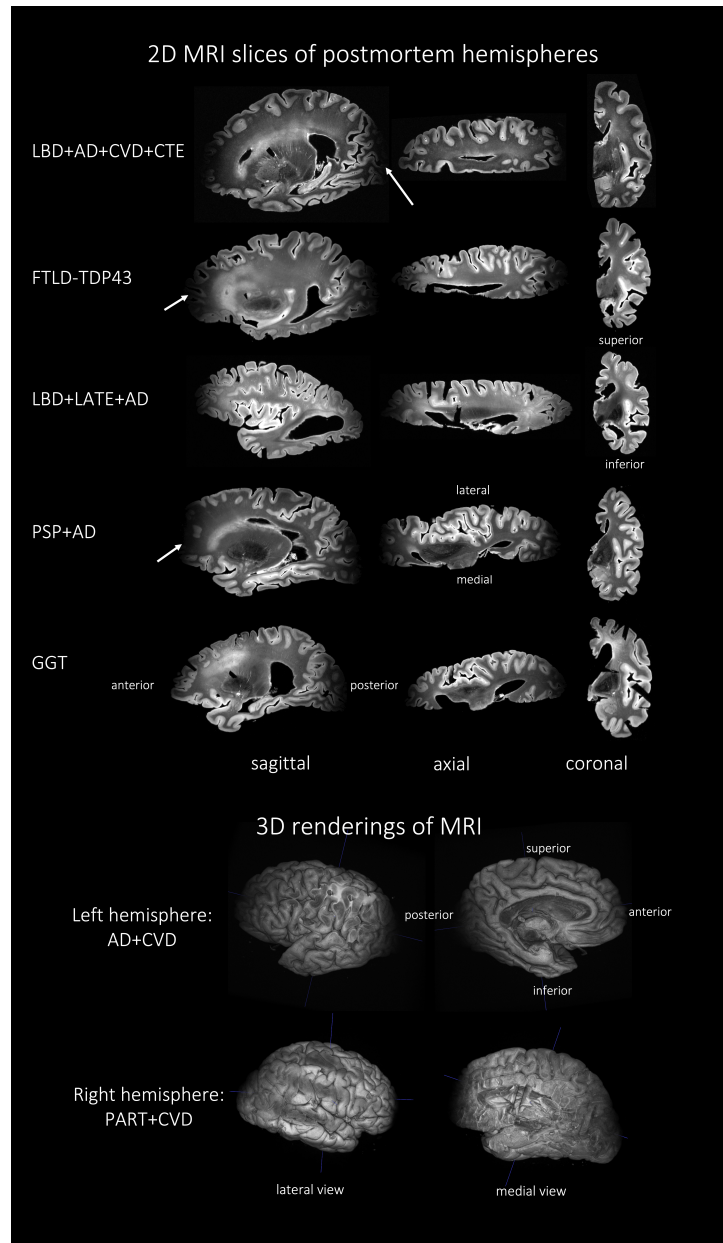 2D MRI slices of postmortem hemispheres
LBD+AD+CVD+CTE
FTLD-TDP43
superior
LBD+LATE+AD
inferior
lateral
PSP+AD
medial
GGT
anterior
posterior
sagittal
axial
coronal
3D renderings of MRI
superior
Left hemisphere:
AD+CVD
posterior
anterior
inferior
Right hemisphere:
PART+CVD
lateral view
medial view